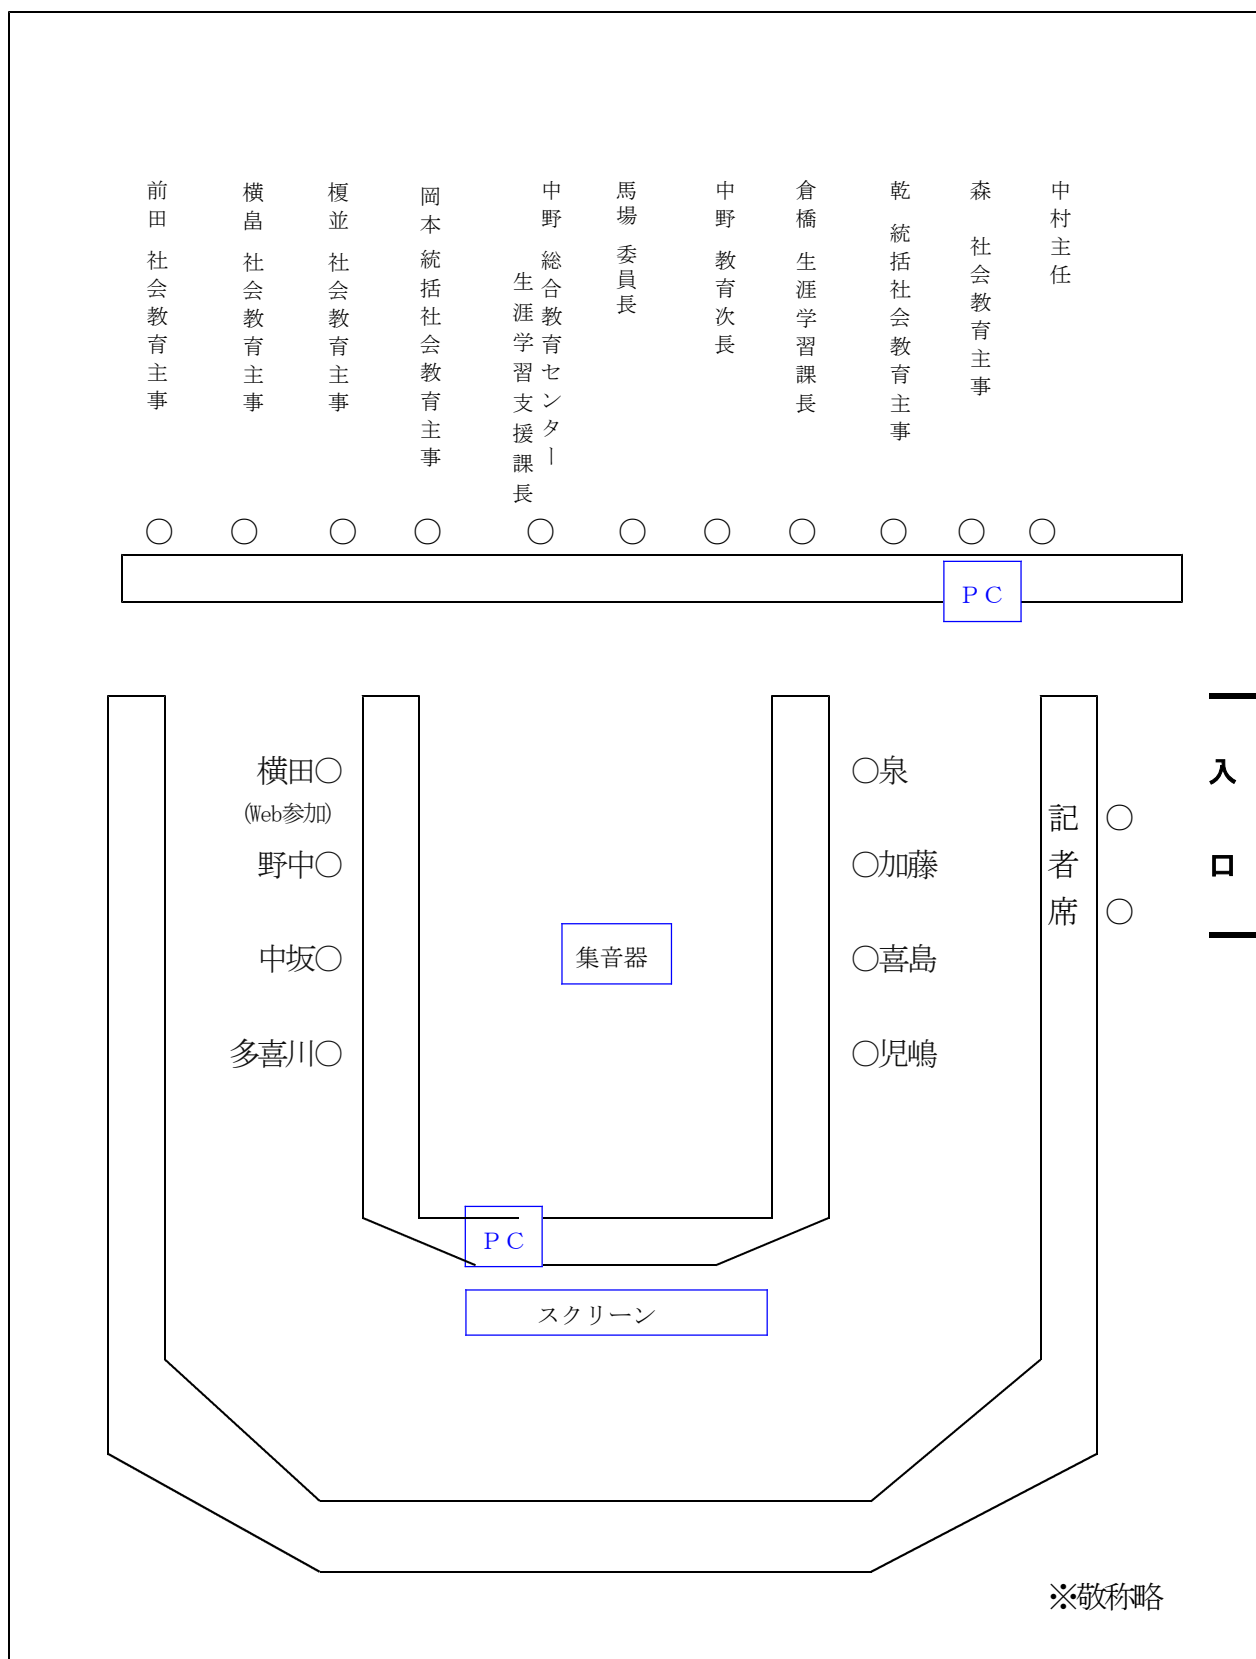 前田 社会教育主事
横畠 社会教育主事
榎並 社会教育主事
岡本 統括社会教育主事
中野 総合教育センター
生涯学習支援課長
馬場 委員長
中野 教育次長
倉橋 生涯学習課長
乾 統括社会教育主事
森 社会教育主事
中村主任
○ ○ ○ ○ ○ ○ ○ ○ ○ ○ ○
ＰＣ
横田○
(Web参加)
野中○
中坂○
多喜川○
集音器
○泉
○加藤
○喜島
○児嶋
記者席
○
○
入口
ＰＣ
スクリーン
※敬称略